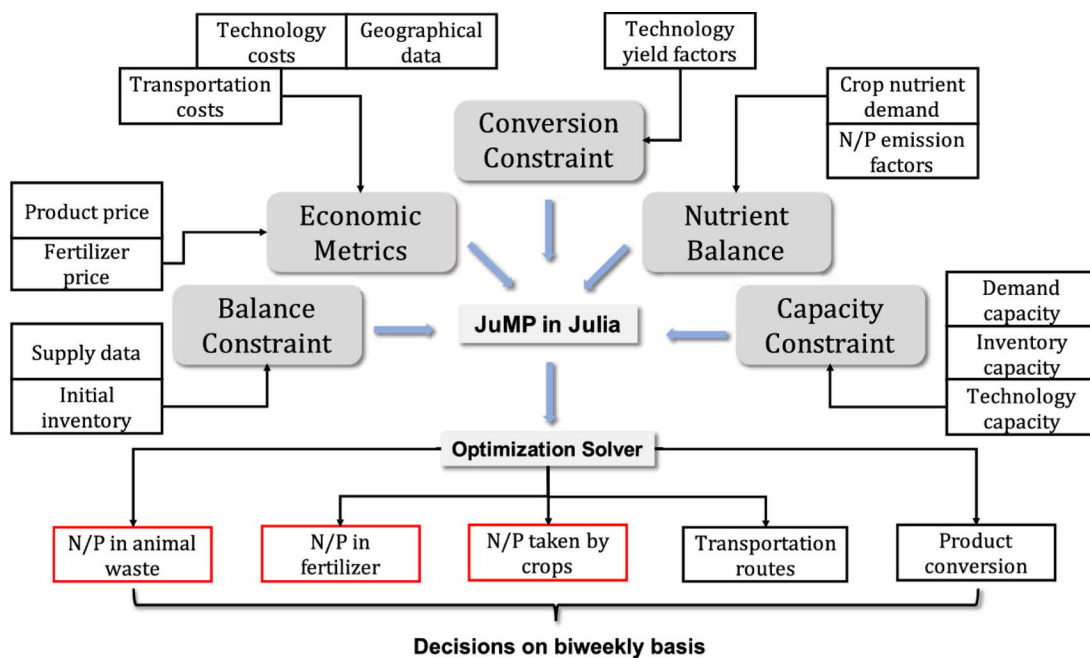 Technology
costs
Geographical
data
Transportation
costs
Technology
yield factors
Crop nutrient
demand
N/P emission
factors
Conversion
Constraint
Product price
Fertilizer
price
Economic
Metrics
Nutrient
Balance
Supply data
Initial
inventory
Balance
Constraint
JuMP in Julia
Capacity
Constraint
Demand
capacity
Inventory
capacity
Technology
capacity
Optimization Solver
N/P in animal
waste
N/P in
fertilizer
N/P taken by
crops
Transportation
routes
Product
conversion
Decisions on biweekly basis